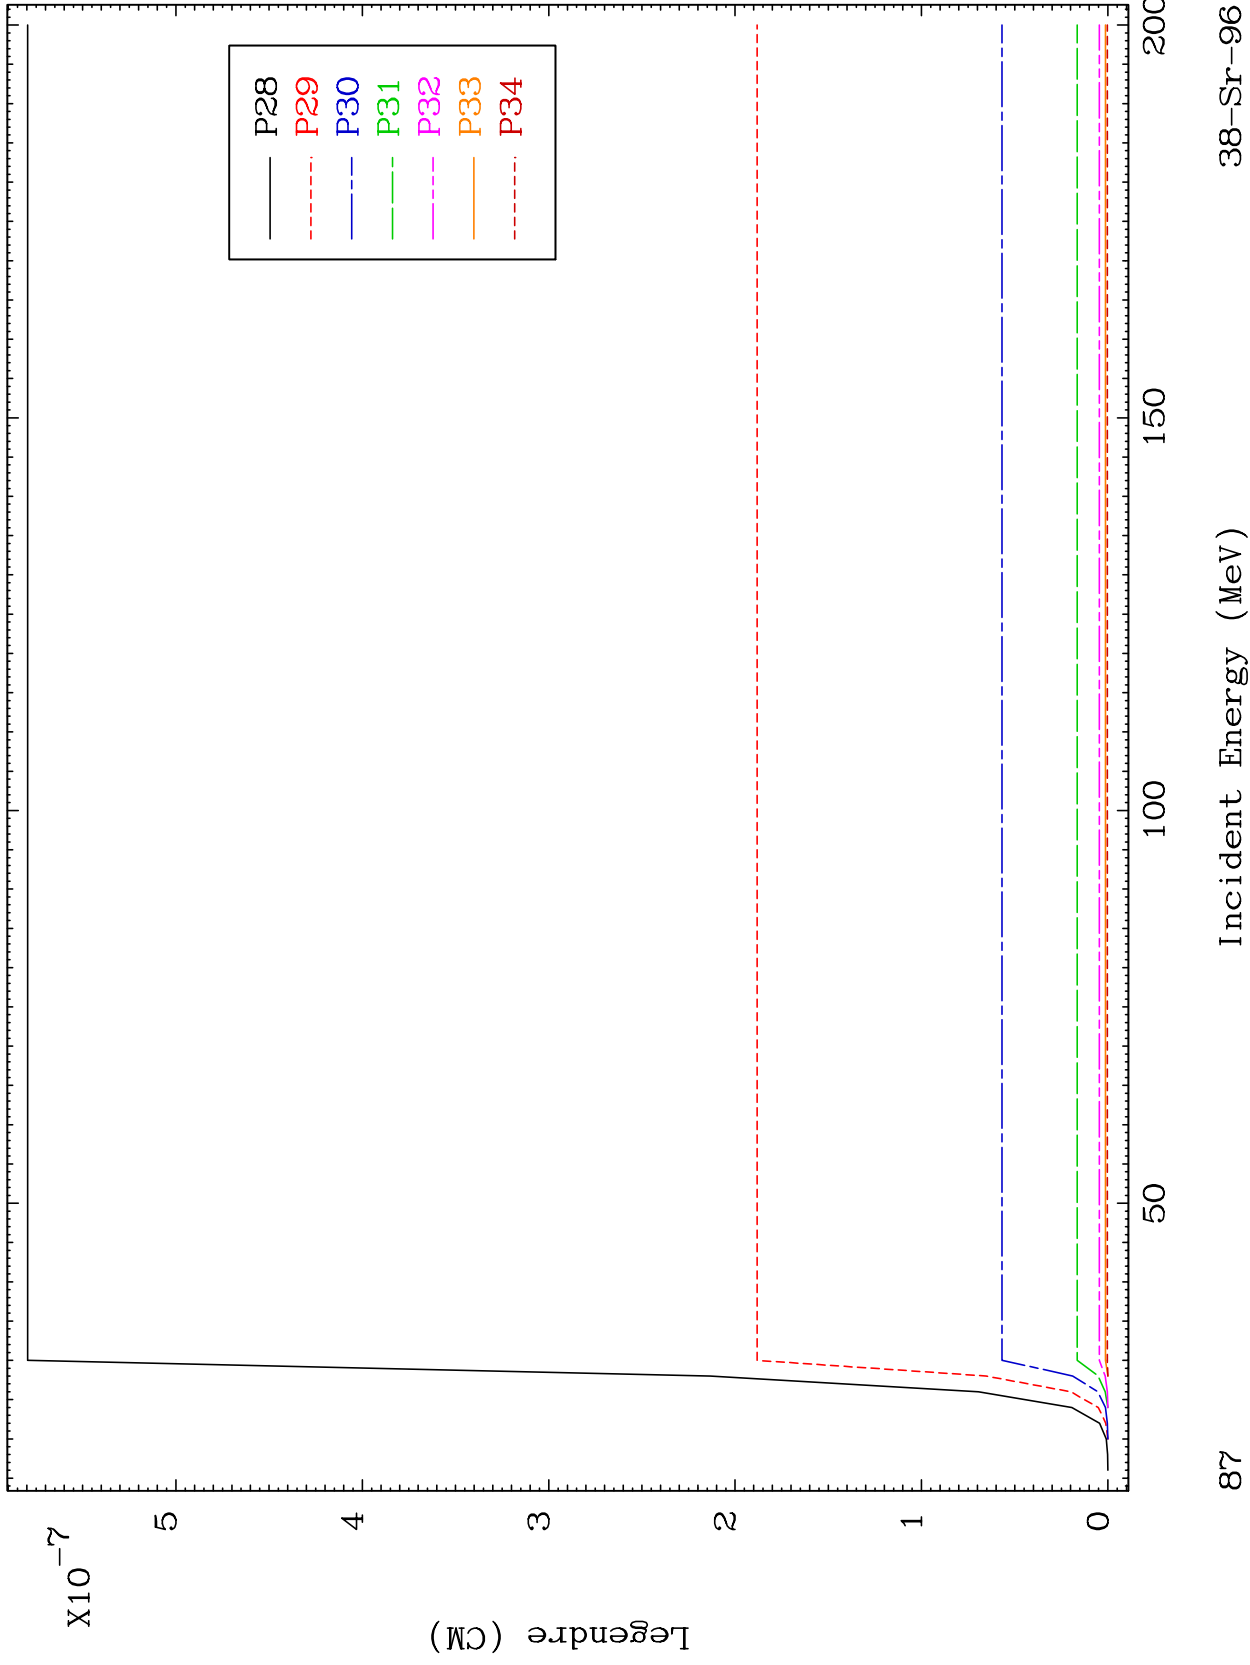 X10-7
Legendre (CM)
5
4
3
2
1
0
P28
P29
P30
P31
P32
P33
P34
50
100
150
200
87
Incident Energy (MeV)
38-Sr-96